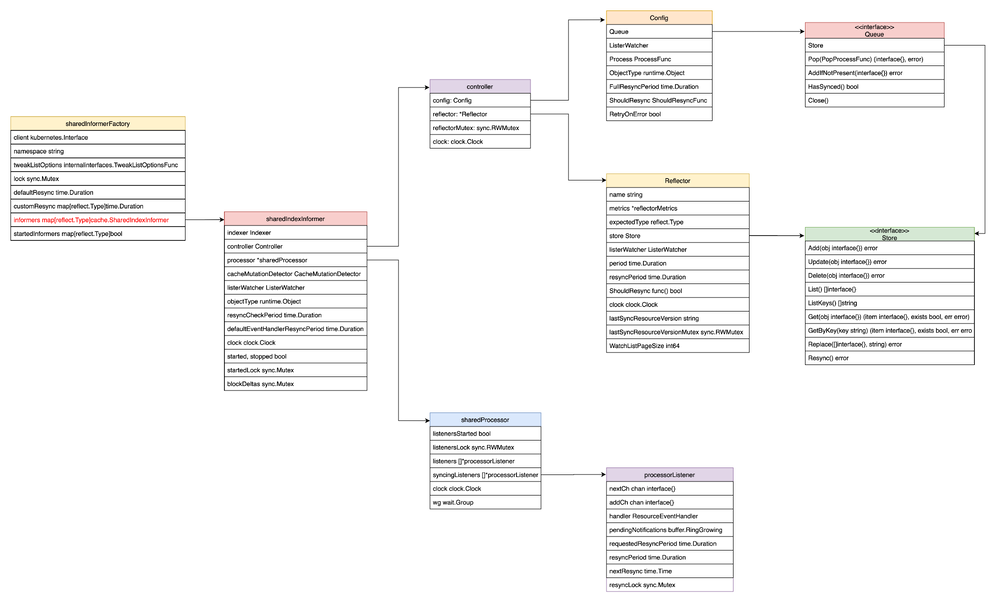 sharedInformerFactory
client kubernetes.Interface
namespace string
tweakListOptions internalInterfaces.TweakListOptionsFunc
lock sync.Mutex
defaultResync time.Duration
customResync map[reflect.Type]time.Duration
informers map[reflect.Type]cache.SharedIndexInformer
startedInformers map[reflect.Type]bool
sharedIndexInformer
indexer Indexer
controller Controller
processor *sharedProcessor
cacheMutationDetector CacheMutationDetector
listerWatcher ListerWatcher
objectType runtime.Object
resyncCheckPeriod time.Duration
defaultEventHandlerResyncPeriod time.Duration
clock clock.Clock
started, stopped bool
startedLock sync.Mutex
blockDeltas sync.Mutex
controller
config: Config
reflector: *Reflector
reflectorMutex: sync.RWMutex
clock: clock.Clock
Config
Queue
ListerWatcher
Process ProcessFunc
ObjectType runtime.Object
FullResyncPeriod time.Duration
ShouldResync ShouldResyncFunc
RetryOnError bool
<<interface>>
Queue
Store
Pop(PopProcessFunc) (interface{}, error)
AddIfNotPresent(interface{}) error
HasSynced() bool
Close()
Reflector
name string
metrics *reflectorMetrics
expectedType reflect.Type
store Store
listerWatcher ListerWatcher
period time.Duration
resyncPeriod time.Duration
ShouldResync func() bool
clock clock.Clock
lastSyncResourceVersion string
lastSyncResourceVersionMutex sync.RWMutex
WatchListPageSize int64
<<interface>>
Store
Add(obj interface{}) error
Update(obj interface{}) error
Delete(obj interface{}) error
List() []interface{}
ListKeys() []string
Get(obj interface{}) (item interface{}, exists bool, err error)
GetByKey(key string) (item interface{}, exists bool, err erro
Replace([]interface{}, string) error
Resync() error
sharedProcessor
listenersStarted bool
listenersLock sync.RWMutex
listeners []*processorListener
syncingListeners []*processorListener
clock clock.Clock
wg wait.Group
processorListener
nextCh chan interface{}
addCh chan interface{}
handler ResourceEventHandler
pendingNotifications buffer.RingGrowing
requestedResyncPeriod time.Duration
resyncPeriod time.Duration
nextResync time.Time
resyncLock sync.Mutex